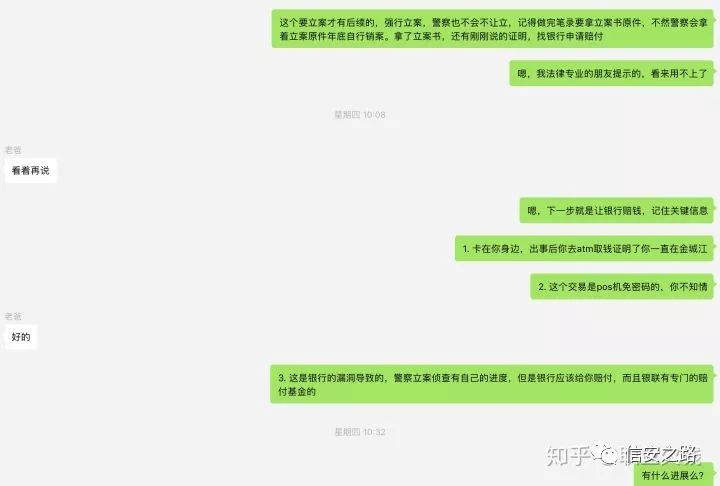 这个要立案才有后续的，强行立案，警察也不会不让立，记得做完笔录要拿立案书原件，不然警察会拿
着立案原件年底自行销案。拿了立案书，还有刚刚说的证明，找银行申请赔付
嗯，我法律专业的朋友提示的，看来用不上了
星期四 10:08
老爸
看着再说
嗯，下一步就是让银行赔钱，记住关键信息
1. 卡在你身边，出事后你去atm取钱证明了你一直在金城江
2. 这个交易是pos机免密码的，你不知情
老爸
好的
3. 这是银行的漏洞导致的，警察立案侦查有自己的进度，但是银行应该给你赔付，而且银联有专门的赔
付基金的
星期四 10:32
知乎
信安之路
有什么进展么?